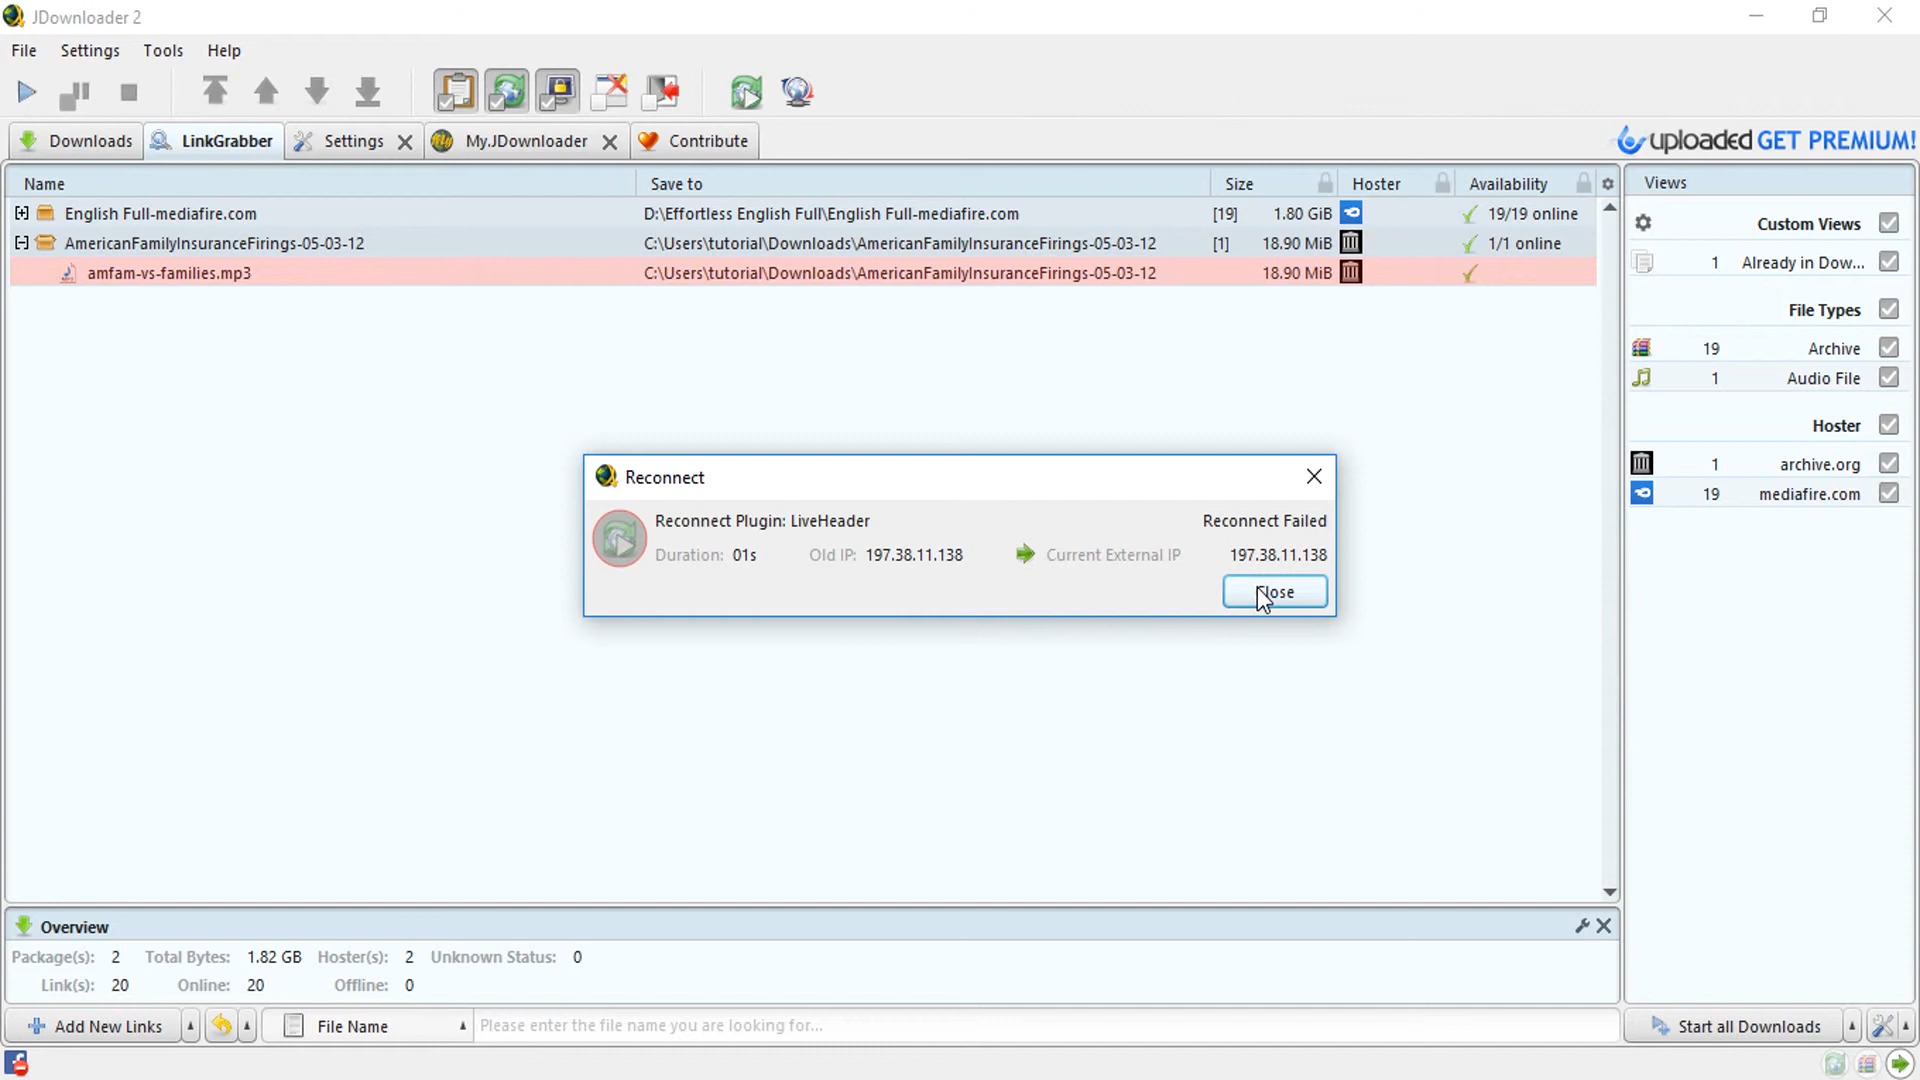 JDownloader 2
File Settings Tools Help
Downloads LinkGrabber Settings My.JDownloader Contribute
uploaded GET PREMIUM!
Name Save to Size Hoster Availability
English Full-mediafire.com D:\Effortless English Full\English Full-mediafire.com [19] 1.80 GiB 19/19 online
AmericanFamilyInsuranceFirings-05-03-12 C:\Users\tutorial\Downloads\AmericanFamilyInsuranceFirings-05-03-12 [1] 18.90 MiB 1/1 online
amfam-vs-families.mp3 C:\Users\tutorial\Downloads\AmericanFamilyInsuranceFirings-05-03-12 18.90 MiB
Views
Custom Views
1 Already in Dow...
File Types
19 Archive
1 Audio File
Hoster
1 archive.org
19 mediafire.com
Reconnect
Reconnect Plugin: LiveHeader Reconnect Failed
Duration: 01s Old IP: 197.38.11.138 Current External IP 197.38.11.138
Close
Overview
Package(s): 2 Total Bytes: 1.82 GB Hoster(s): 2 Unknown Status: 0
Link(s): 20 Online: 20 Offline: 0
Add New Links File Name Please enter the file name you are looking for... Start all Downloads